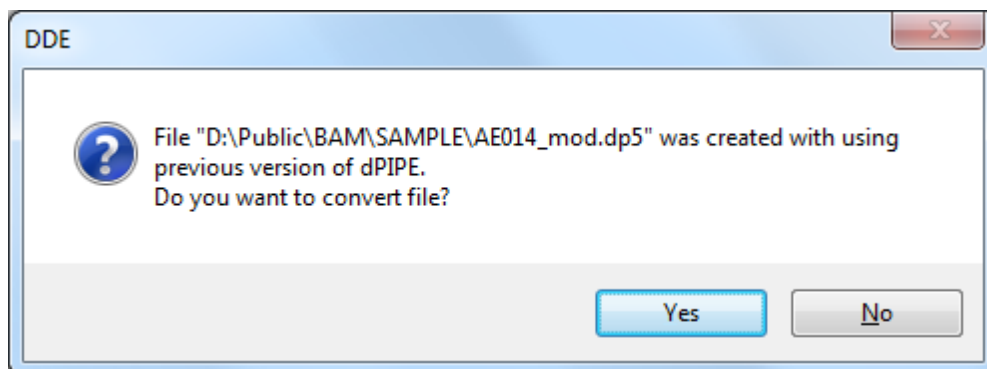 DDE
File "D:\Public\BAM\SAMPLE\AE014_mod.dp5" was created with using
previous version of dPIPE.
Do you want to convert file?
Yes
No